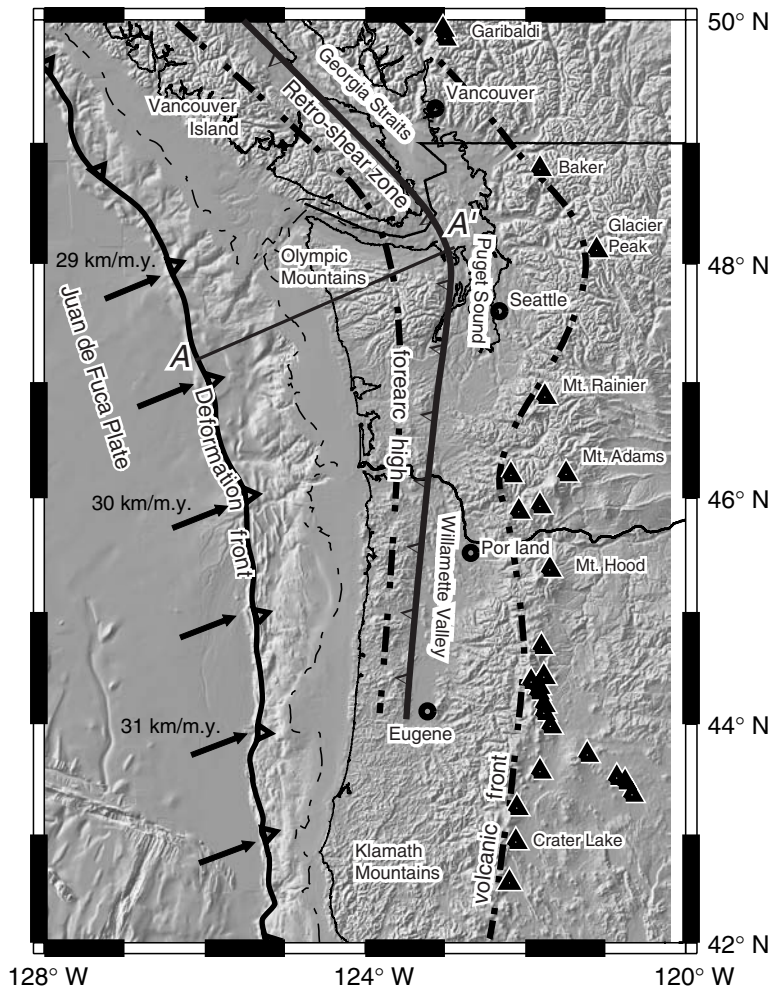 50° N
Garibaldi
Georgia Straits
Vancouver
Vancouver
Island
Retro-shear zone
Baker
A'
Glacier
Peak
29 km/m.y.
Olympic
Mountains
48° N
Puget Sound
Seattle
Juan de Fuca Plate
A
forearc high
Mt. Rainier
Deformation front
Mt. Adams
30 km/m.y.
46° N
Willamette Valley
Por land
Mt. Hood
31 km/m.y.
44° N
Eugene
volcanic front
Klamath
Mountains
Crater Lake
42° N
128° W
124° W
120° W